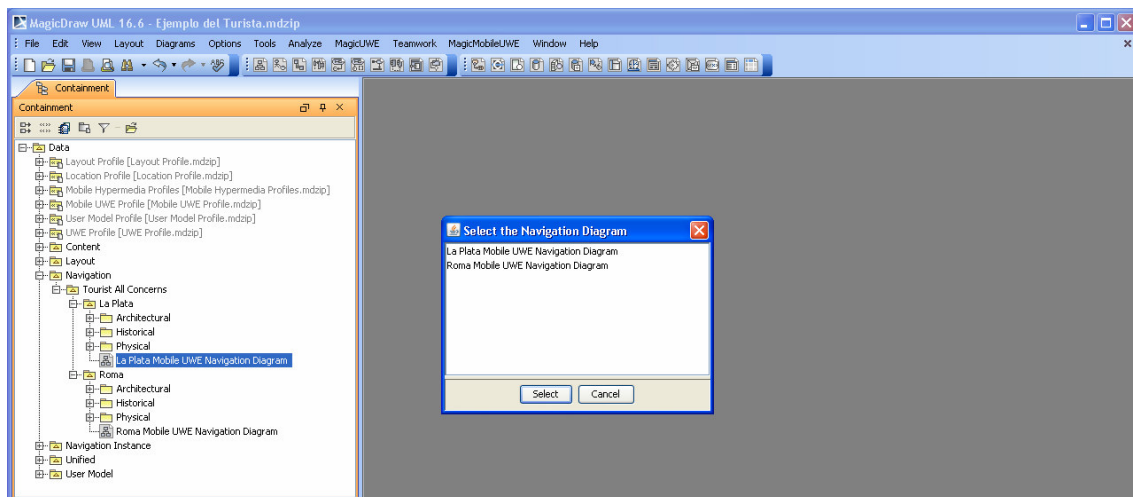 MagicDraw UML 16.6 - Ejemplo del Turista.mdzip
File Edit View Layout Diagrams Options Tools Analyze MagicUWE Teamwork MagicMobileUWE Window Help
Containment
Containment
Data
Layout Profile [Layout Profile.mdzip]
Location Profile [Location Profile.mdzip]
Mobile Hypermedia Profiles [Mobile Hypermedia Profiles.mdzip]
Mobile UWE Profile [Mobile UWE Profile.mdzip]
User Model Profile [User Model Profile.mdzip]
UWE Profile [UWE Profile.mdzip]
Content
Layout
Navigation
Tourist All Concerns
La Plata
Architectural
Historical
Physical
La Plata Mobile UWE Navigation Diagram
Roma
Architectural
Historical
Physical
Roma Mobile UWE Navigation Diagram
Navigation Instance
Unified
User Model
Select the Navigation Diagram
La Plata Mobile UWE Navigation Diagram
Roma Mobile UWE Navigation Diagram
Select Cancel